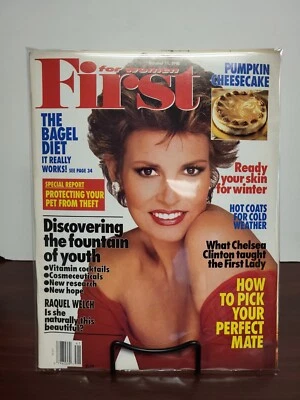 for women
First
PUMPKIN
CHEESECAKE
THE
BAGEL
DIET
IT REALLY
WORKS! SEE PAGE 34
SPECIAL REPORT
PROTECTING YOUR
PET FROM THEFT
Ready
your skin
for winter
HOT COATS
FOR COLD
WEATHER
Discovering
the fountain
of youth
•Vitamin cocktails
•Cosmeceuticals
•New research
•New hope
RAQUEL WELCH
Is she
naturally this
beautiful?
What Chelsea
Clinton taught
the First Lady
HOW
TO PICK
YOUR
PERFECT
MATE